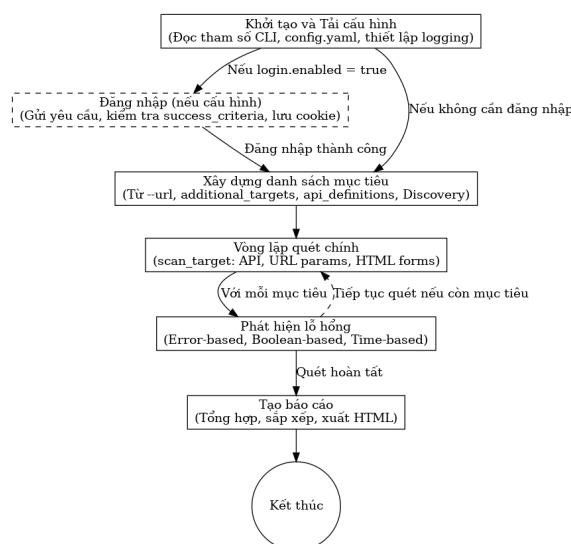 Khởi tạo và Tải cấu hình
(Đọc tham số CLI, config.yaml, thiết lập logging)
Nếu login.enabled = true
Đăng nhập (nếu cấu hình)
(Gửi yêu cầu, kiểm tra success_criteria, lưu cookie)
Nếu không cần đăng nhập
Đăng nhập thành công
Xây dựng danh sách mục tiêu
(Từ --url, additional_targets, api_definitions, Discovery)
Vòng lặp quét chính
(scan_target: API, URL params, HTML forms)
Với mỗi mục tiêu
Tiếp tục quét nếu còn mục tiêu
Phát hiện lỗ hổng
(Error-based, Boolean-based, Time-based)
Quét hoàn tất
Tạo báo cáo
(Tổng hợp, sắp xếp, xuất HTML)
Kết thúc